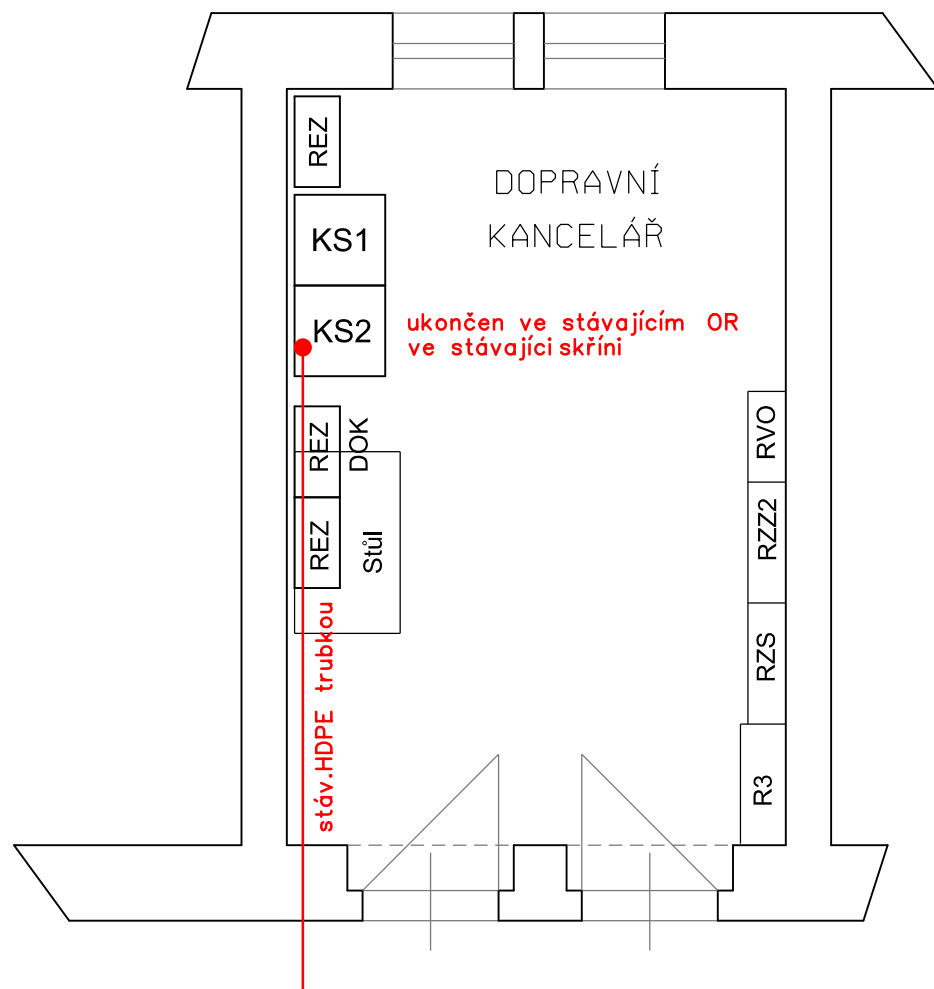 REZ
DOPRAVNÍ
KANCELÁŘ
KS1
KS2
ukončen ve stávajícím OR
ve stávajíci skříni
REZ
DOK
REZ
Stůl
stáv.HDPE trubkou
RVO
RZZ2
RZS
R3